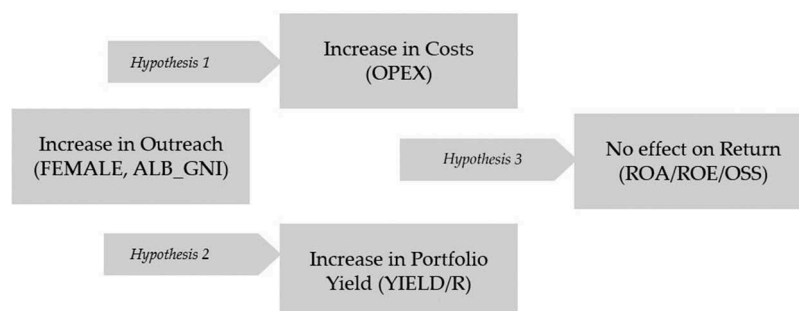 Hypothesis 1
Increase in Costs
(OPEX)
Increase in Outreach
(FEMALE, ALB_GNI)
Hypothesis 3
No effect on Return
(ROA/ROE/OSS)
Hypothesis 2
Increase in Portfolio
Yield (YIELD/R)